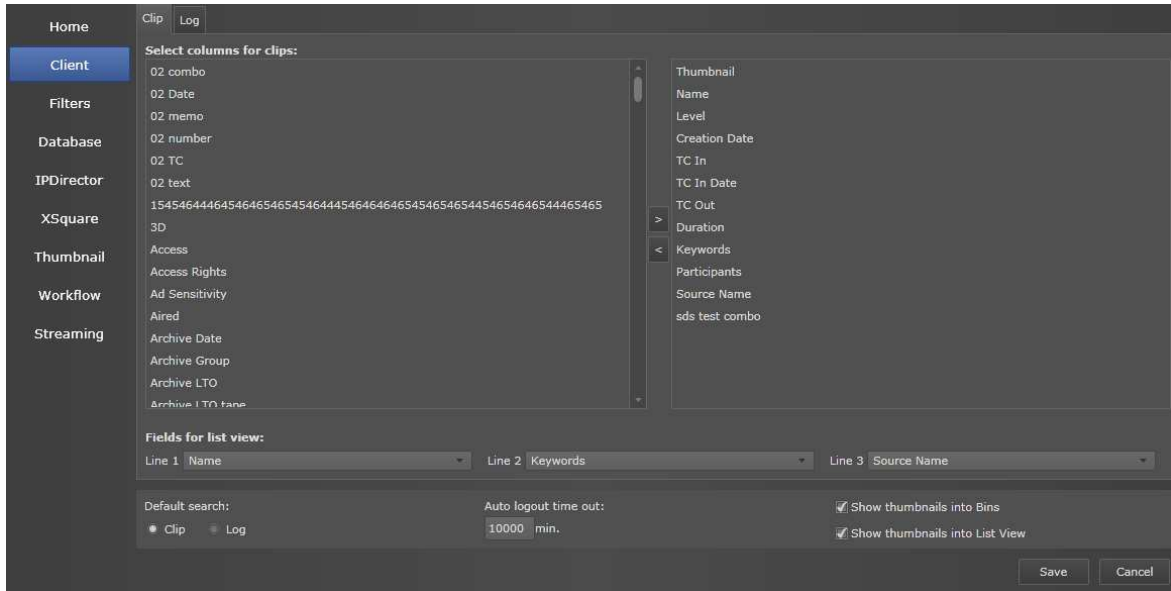 Home
Client
Filters
Database
IPDirector
XSquare
Thumbnail
Workflow
Streaming
Clip Log
Select columns for clips:
02 combo
02 Date
02 memo
02 number
02 TC
02 text
3D
Access
Access Rights
Ad Sensitivity
Aired
Archive Date
Archive Group
Archive LTO
Archive LTO tape
>
<
Thumbnail
Name
Level
Creation Date
TC In
TC In Date
TC Out
Duration
Keywords
Participants
Source Name
sds test combo
Fields for list view:
Line 1 Name Line 2 Keywords Line 3 Source Name
Default search:
Clip Log
Auto logout time out:
10000 min.
Show thumbnails into Bins
Show thumbnails into List View
Save Cancel